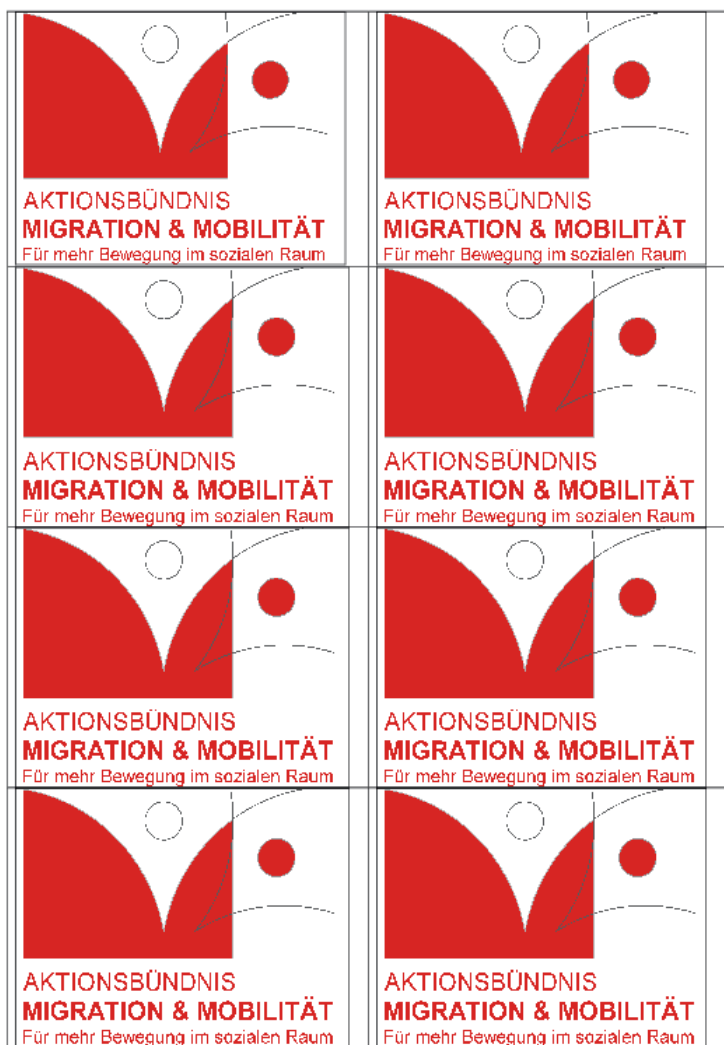 AKTIONSBÜNDNIS
MIGRATION & MOBILITÄT
Für mehr Bewegung im sozialen Raum
AKTIONSBÜNDNIS
MIGRATION & MOBILITÄT
Für mehr Bewegung im sozialen Raum
AKTIONSBÜNDNIS
MIGRATION & MOBILITÄT
Für mehr Bewegung im sozialen Raum
AKTIONSBÜNDNIS
MIGRATION & MOBILITÄT
Für mehr Bewegung im sozialen Raum
AKTIONSBÜNDNIS
MIGRATION & MOBILITÄT
Für mehr Bewegung im sozialen Raum
AKTIONSBÜNDNIS
MIGRATION & MOBILITÄT
Für mehr Bewegung im sozialen Raum
AKTIONSBÜNDNIS
MIGRATION & MOBILITÄT
Für mehr Bewegung im sozialen Raum
AKTIONSBÜNDNIS
MIGRATION & MOBILITÄT
Für mehr Bewegung im sozialen Raum